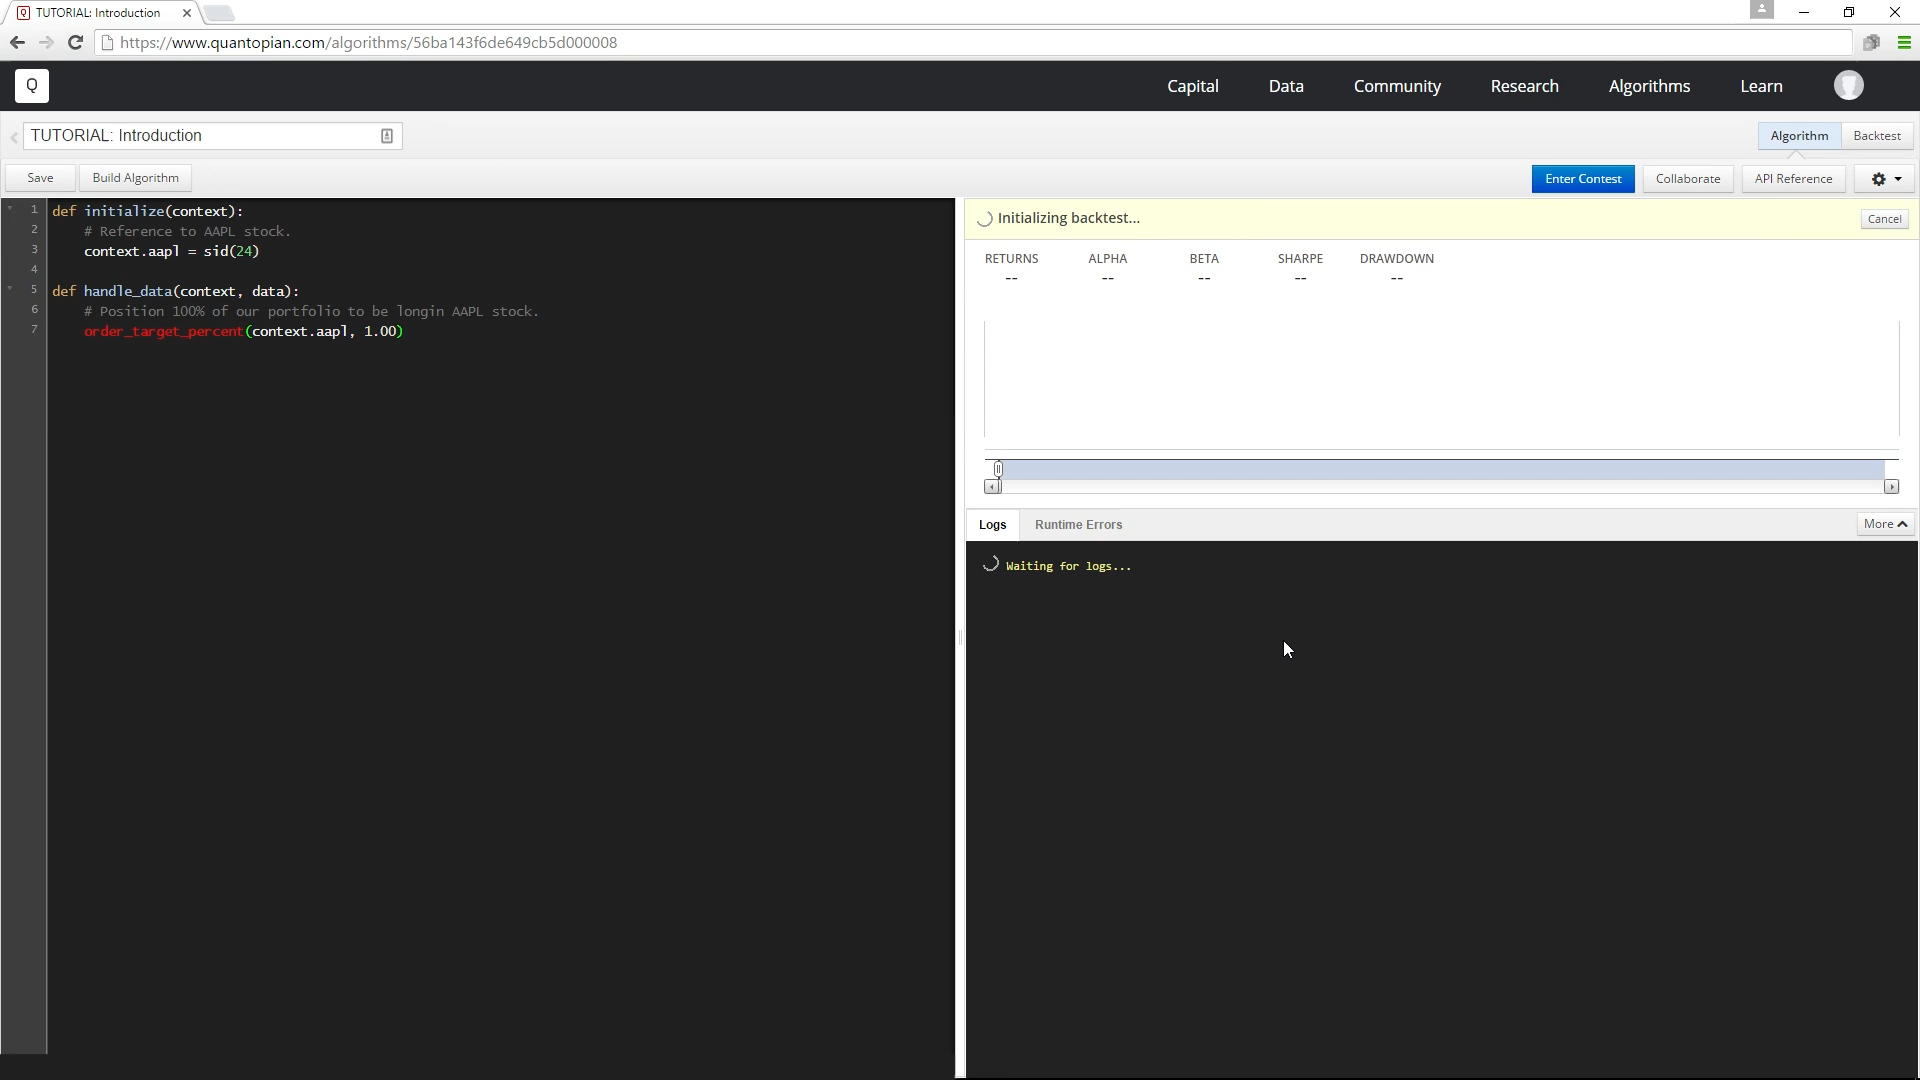 TUTORIAL: Introduction
https://www.quantopian.com/algorithms/56ba143f6de649cb5d000008
Q Capital Data Community Research Algorithms Learn
TUTORIAL: Introduction Algorithm Backtest
Save Build Algorithm Enter Contest Collaborate API Reference
1 def initialize(context):
2 # Reference to AAPL stock.
3 context.aapl = sid(24)
4
5 def handle_data(context, data):
6 # Position 100% of our portfolio to be longin AAPL stock.
7 order_target_percent(context.aapl, 1.00)
Initializing backtest... Cancel
RETURNS ALPHA BETA SHARPE DRAWDOWN
-- -- -- -- --
Logs Runtime Errors More
Waiting for logs...